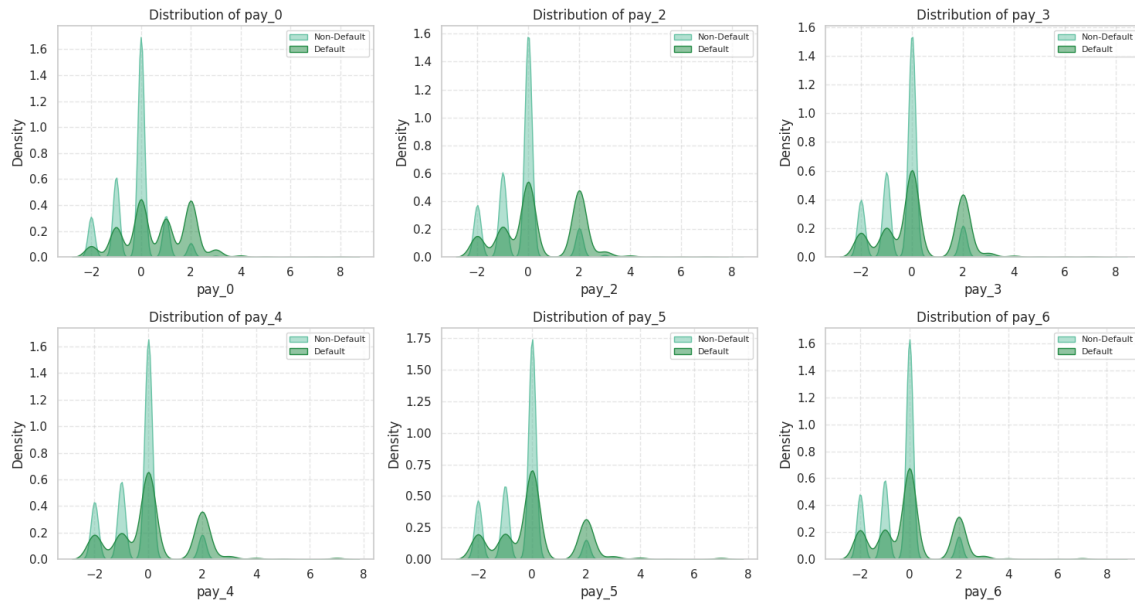 Distribution of pay_0
Non-Default
Default
Density
1.6
1.4
1.2
1.0
0.8
0.6
0.4
0.2
0.0
−2 0 2 4 6 8
pay_0
Distribution of pay_2
Non-Default
Default
Density
1.6
1.4
1.2
1.0
0.8
0.6
0.4
0.2
0.0
−2 0 2 4 6 8
pay_2
Distribution of pay_3
Non-Default
Default
Density
1.6
1.4
1.2
1.0
0.8
0.6
0.4
0.2
0.0
−2 0 2 4 6 8
pay_3
Distribution of pay_4
Non-Default
Default
Density
1.6
1.4
1.2
1.0
0.8
0.6
0.4
0.2
0.0
−2 0 2 4 6 8
pay_4
Distribution of pay_5
Non-Default
Default
Density
1.75
1.50
1.25
1.00
0.75
0.50
0.25
0.00
−2 0 2 4 6 8
pay_5
Distribution of pay_6
Non-Default
Default
Density
1.6
1.4
1.2
1.0
0.8
0.6
0.4
0.2
0.0
−2 0 2 4 6 8
pay_6